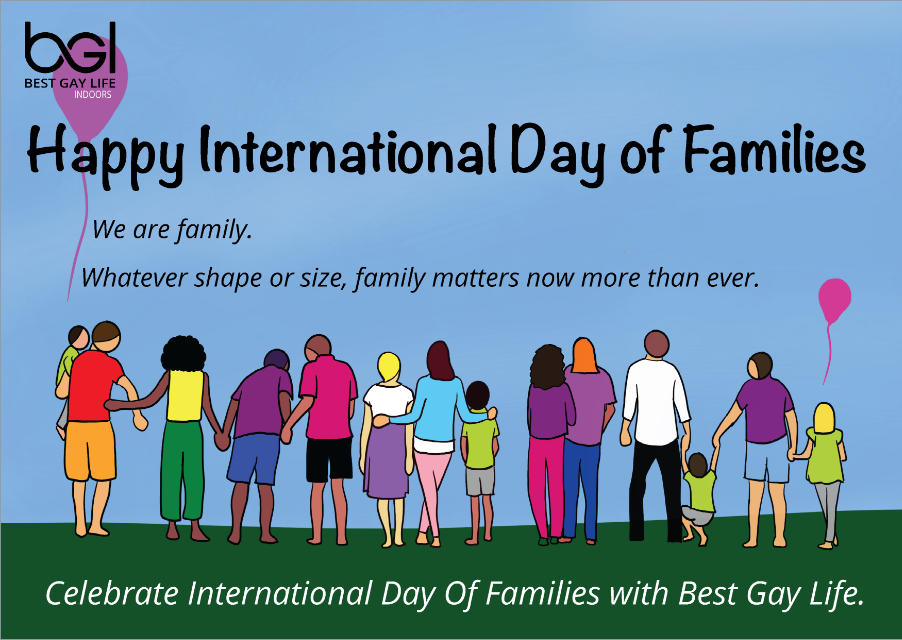 bgl
BEST GAY LIFE
INDOORS
Happy International Day of Families
We are family.
Whatever shape or size, family matters now more than ever.
Celebrate International Day Of Families with Best Gay Life.